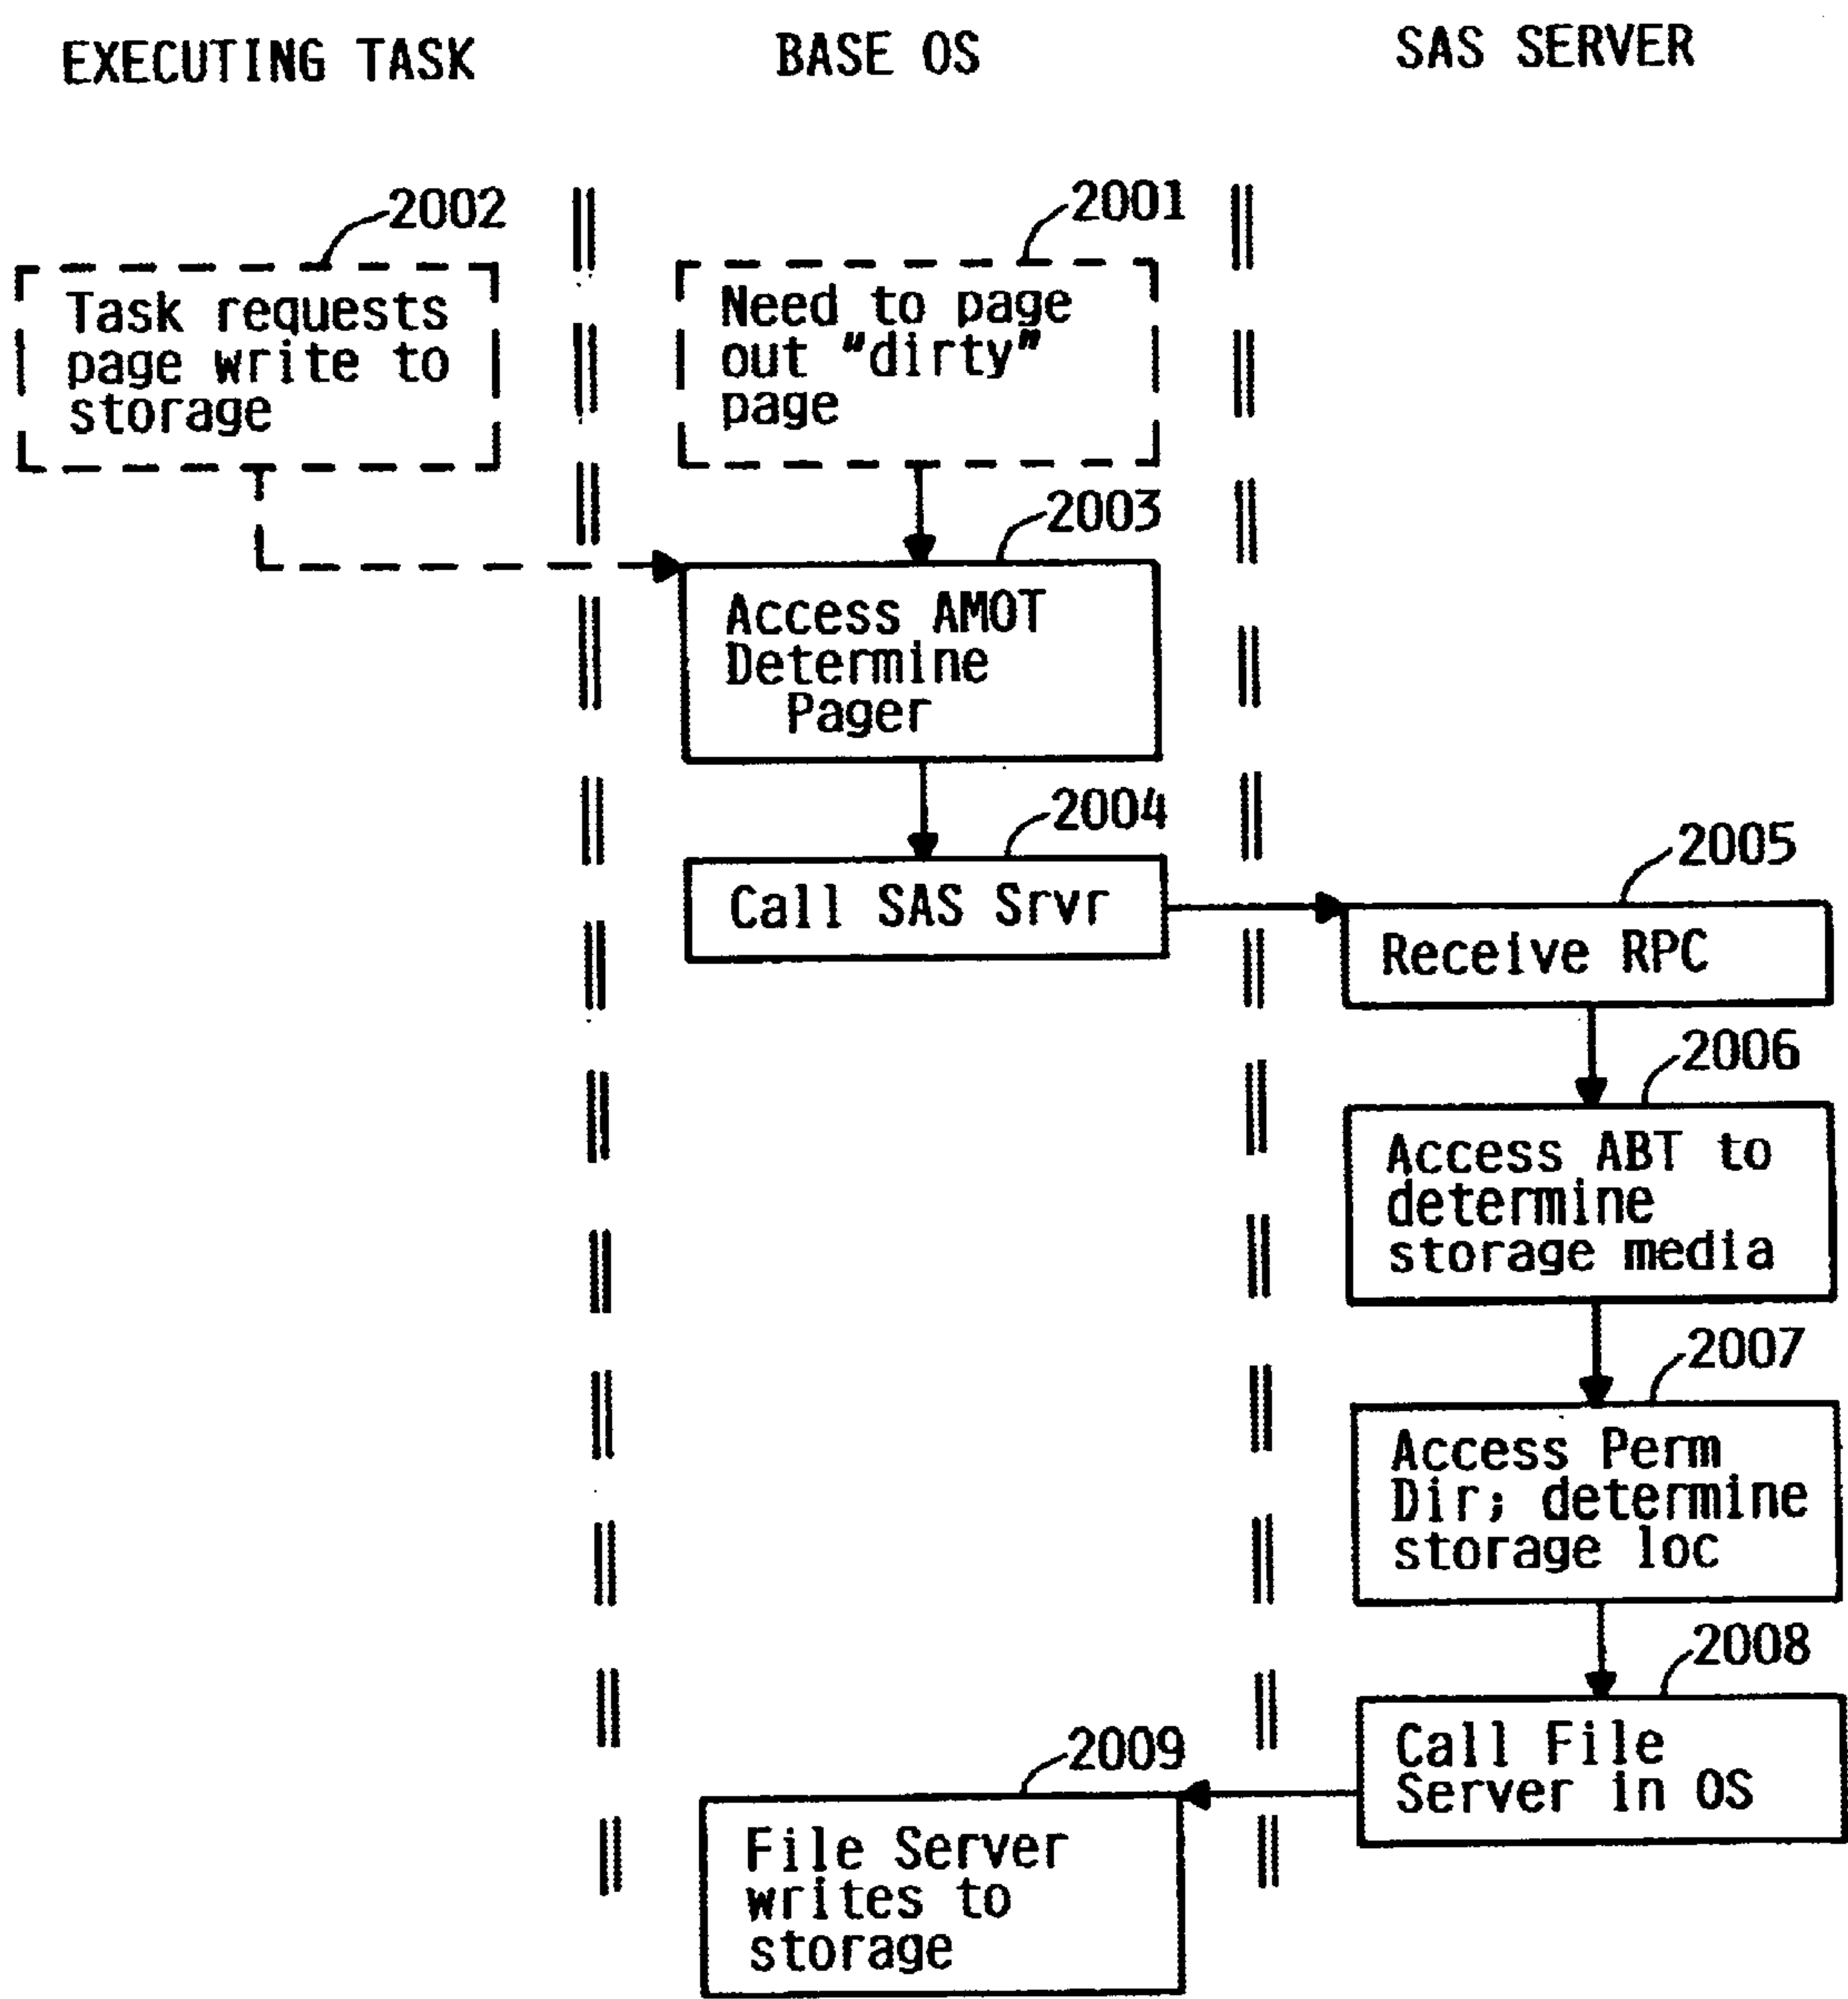 EXECUTING TASK
BASE OS
SAS SERVER
2002
Task requests
page write to
storage
2001
Need to page
out "dirty"
page
2003
Access AMOT
Determine
Pager
2004
Call SAS Srvr
2005
Receive RPC
2006
Access ABT to
determine
storage media
2007
Access Perm
Dir; determine
storage loc
2008
Call File
Server in OS
2009
File Server
writes to
storage